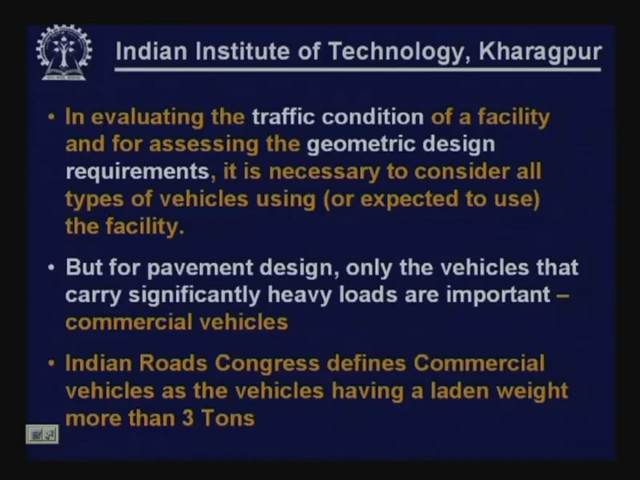 Indian Institute of Technology, Kharagpur
• In evaluating the traffic condition of a facility
and for assessing the geometric design
requirements, it is necessary to consider all
types of vehicles using (or expected to use)
the facility.
• But for pavement design, only the vehicles that
carry significantly heavy loads are important –
commercial vehicles
• Indian Roads Congress defines Commercial
vehicles as the vehicles having a laden weight
more than 3 Tons